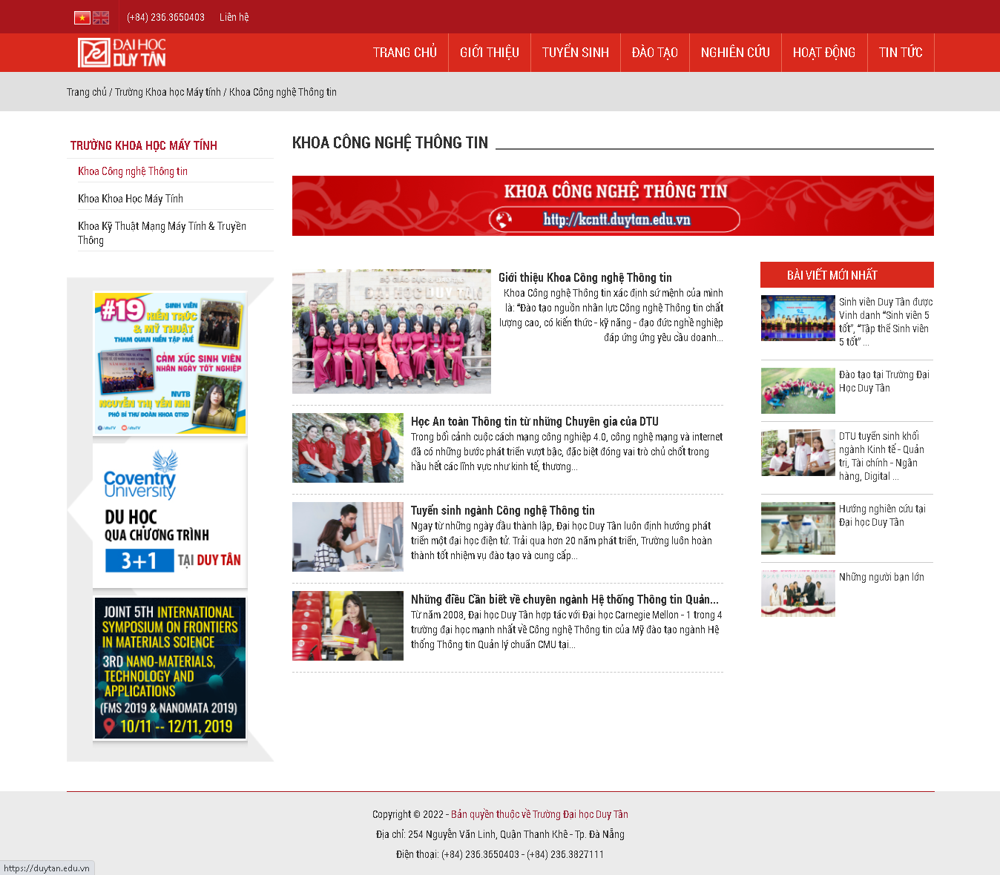 (+84) 236.3650403 Liên hệ
ĐẠI HỌC
DUY TÂN
TRANG CHỦ GIỚI THIỆU TUYỂN SINH ĐÀO TẠO NGHIÊN CỨU HOẠT ĐỘNG TIN TỨC
Trang chủ / Trường Khoa học Máy tính / Khoa Công nghệ Thông tin
TRƯỜNG KHOA HỌC MÁY TÍNH
Khoa Công nghệ Thông tin
Khoa Khoa Học Máy Tính
Khoa Kỹ Thuật Mạng Máy Tính & Truyền
Thông
#19
SINH VIÊN
KIẾN TRÚC
& MỸ THUẬT
THAM QUAN KIẾN TẬP HUẾ
CẢM XÚC SINH VIÊN
NHÂN NGÀY TỐT NGHIỆP
NVTB
NGUYỄN THỊ YẾN NHI
PHÓ BÍ THƯ ĐOÀN KHOA QTKD
/duTV /duTV
Coventry
University
DU HỌC
QUA CHƯƠNG TRÌNH
3+1 TẠI DUY TÂN
JOINT 5TH INTERNATIONAL
SYMPOSIUM ON FRONTIERS
IN MATERIALS SCIENCE
3RD NANO-MATERIALS,
TECHNOLOGY AND
APPLICATIONS
(FMS 2019 & NANOMATA 2019)
10/11 -- 12/11, 2019
KHOA CÔNG NGHỆ THÔNG TIN
KHOA CÔNG NGHỆ THÔNG TIN
http://kcntt.duytan.edu.vn
BỘ GIÁO DỤC & ĐÀO TẠO
ĐẠI HỌC DUY TÂN
Giới thiệu Khoa Công nghệ Thông tin
Khoa Công nghệ Thông tin xác định sứ mệnh của mình
là: “Đào tạo nguồn nhân lực Công nghệ Thông tin chất
lượng cao, có kiến thức - kỹ năng - đạo đức nghề nghiệp
đáp ứng ứng yêu cầu doanh...
Học An toàn Thông tin từ những Chuyên gia của DTU
Trong bối cảnh cuộc cách mạng công nghiệp 4.0, công nghệ mạng và internet
đã có những bước phát triển vượt bậc, đặc biệt đóng vai trò chủ chốt trong
hầu hết các lĩnh vực như kinh tế, thương...
Tuyển sinh ngành Công nghệ Thông tin
Ngay từ những ngày đầu thành lập, Đại học Duy Tân luôn định hướng phát
triển một đại học điện tử. Trải qua hơn 20 năm phát triển, Trường luôn hoàn
thành tốt nhiệm vụ đào tạo và cung cấp...
Những điều Cần biết về chuyên ngành Hệ thống Thông tin Quản...
Từ năm 2008, Đại học Duy Tân hợp tác với Đại học Carnegie Mellon - 1 trong 4
trường đại học mạnh nhất về Công nghệ Thông tin của Mỹ đào tạo ngành Hệ
thống Thông tin Quản lý chuẩn CMU tại...
BÀI VIẾT MỚI NHẤT
Sinh viên Duy Tân được
Vinh danh “Sinh viên 5
tốt”, “Tập thể Sinh viên
5 tốt” ...
Đào tạo tại Trường Đại
Học Duy Tân
DTU tuyển sinh khối
ngành Kinh tế - Quản
trị, Tài chính - Ngân
hàng, Digital ...
Hướng nghiên cứu tại
Đại học Duy Tân
Những người bạn lớn
Copyright © 2022 - Bản quyền thuộc về Trường Đại học Duy Tân
Địa chỉ: 254 Nguyễn Văn Linh, Quận Thanh Khê - Tp. Đà Nẵng
Điện thoại: (+84) 236.3650403 - (+84) 236.3827111
https://duytan.edu.vn